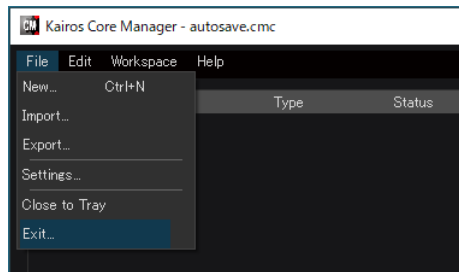 CM Kairos Core Manager - autosave.cmc
File Edit Workspace Help
New... Ctrl+N
Type Status
Import...
Export...
Settings...
Close to Tray
Exit...